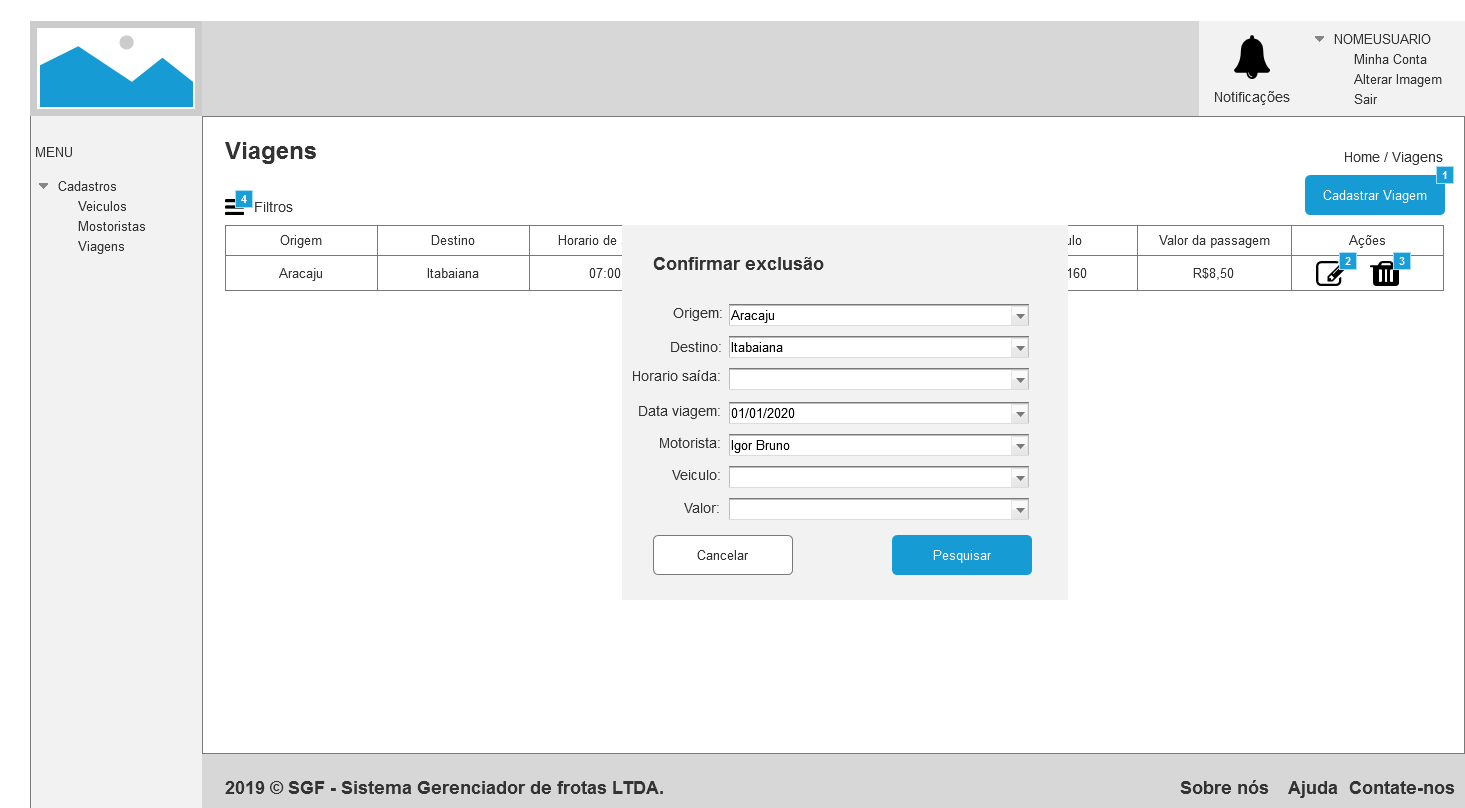 NOMEUSUARIO
Minha Conta
Alterar Imagem
Sair
Notificações
MENU
Cadastros
Veiculos
Mostoristas
Viagens
Viagens
Home / Viagens
1
Cadastrar Viagem
4
Filtros
Origem Destino Horario de ulo Valor da passagem Ações
Aracaju Itabaiana 07:00 160 R$8,50 2 3
Confirmar exclusão
Origem: Aracaju
Destino: Itabaiana
Horario saída:
Data viagem: 01/01/2020
Motorista: Igor Bruno
Veiculo:
Valor:
Cancelar Pesquisar
2019 © SGF - Sistema Gerenciador de frotas LTDA. Sobre nós Ajuda Contate-nos